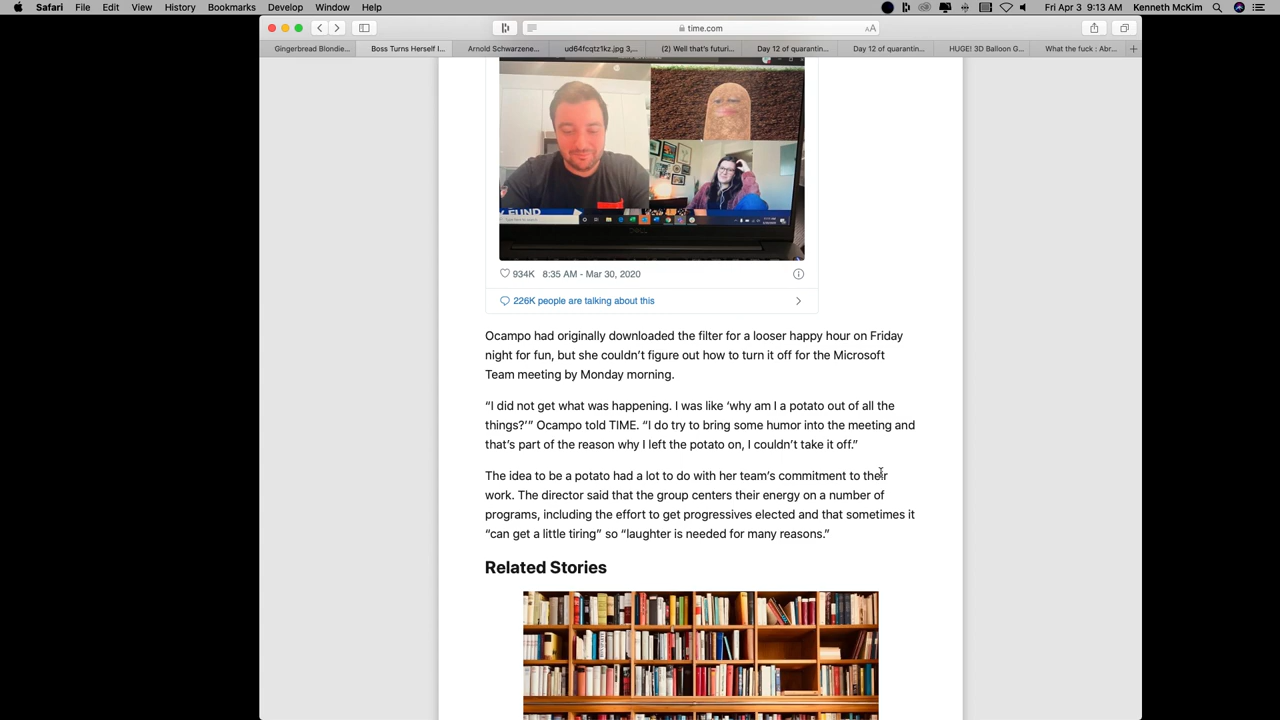 Safari File Edit View History Bookmarks Develop Window Help Fri Apr 3 9:13 AM Kenneth McKim
time.com AA
Gingerbread Blondie... Boss Turns Herself I... Arnold Schwarzene... ud64fcqtz1kz.jpg 3,... (2) Well that's futuri... Day 12 of quarantin... Day 12 of quarantin... HUGE! 3D Balloon G... What the fuck : Abr...
FUND
DELL
934K 8:35 AM - Mar 30, 2020
226K people are talking about this
Ocampo had originally downloaded the filter for a looser happy hour on Friday
night for fun, but she couldn’t figure out how to turn it off for the Microsoft
Team meeting by Monday morning.
“I did not get what was happening. I was like ‘why am I a potato out of all the
things?’” Ocampo told TIME. “I do try to bring some humor into the meeting and
that’s part of the reason why I left the potato on, I couldn’t take it off.”
The idea to be a potato had a lot to do with her team’s commitment to their
work. The director said that the group centers their energy on a number of
programs, including the effort to get progressives elected and that sometimes it
“can get a little tiring” so “laughter is needed for many reasons.”
Related Stories